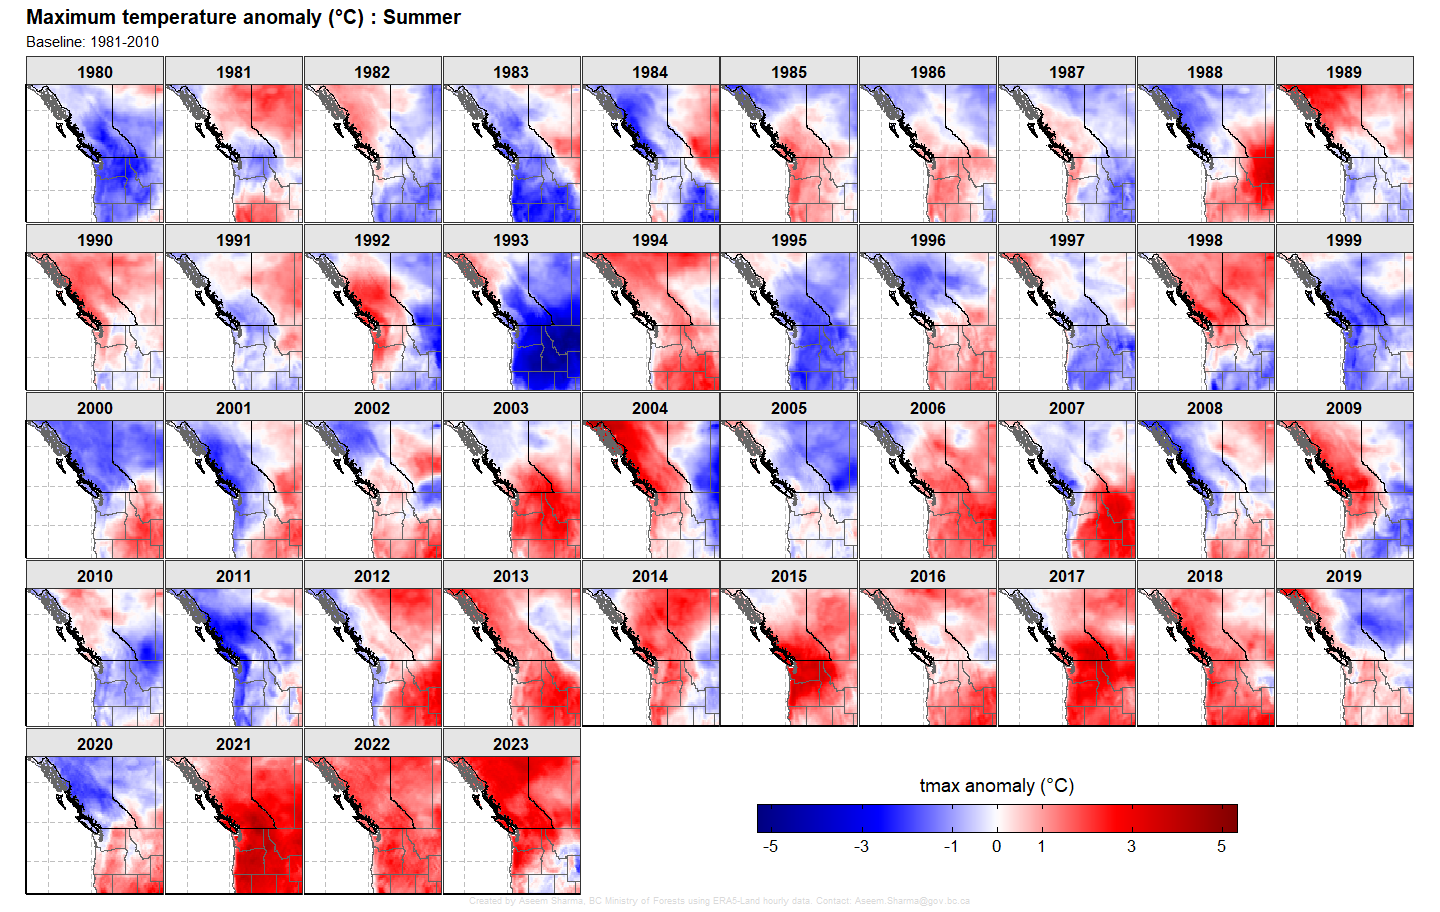 Maximum temperature anomaly (°C) : Summer
Baseline: 1981-2010
1980 1981 1982 1983 1984 1985 1986 1987 1988 1989
1990 1991 1992 1993 1994 1995 1996 1997 1998 1999
2000 2001 2002 2003 2004 2005 2006 2007 2008 2009
2010 2011 2012 2013 2014 2015 2016 2017 2018 2019
2020 2021 2022 2023
tmax anomaly (°C)
-5 -3 -1 0 1 3 5
Created by Aseem Sharma, BC Ministry of Forests using ERA5-Land hourly data. Contact: Aseem.Sharma@gov.bc.ca